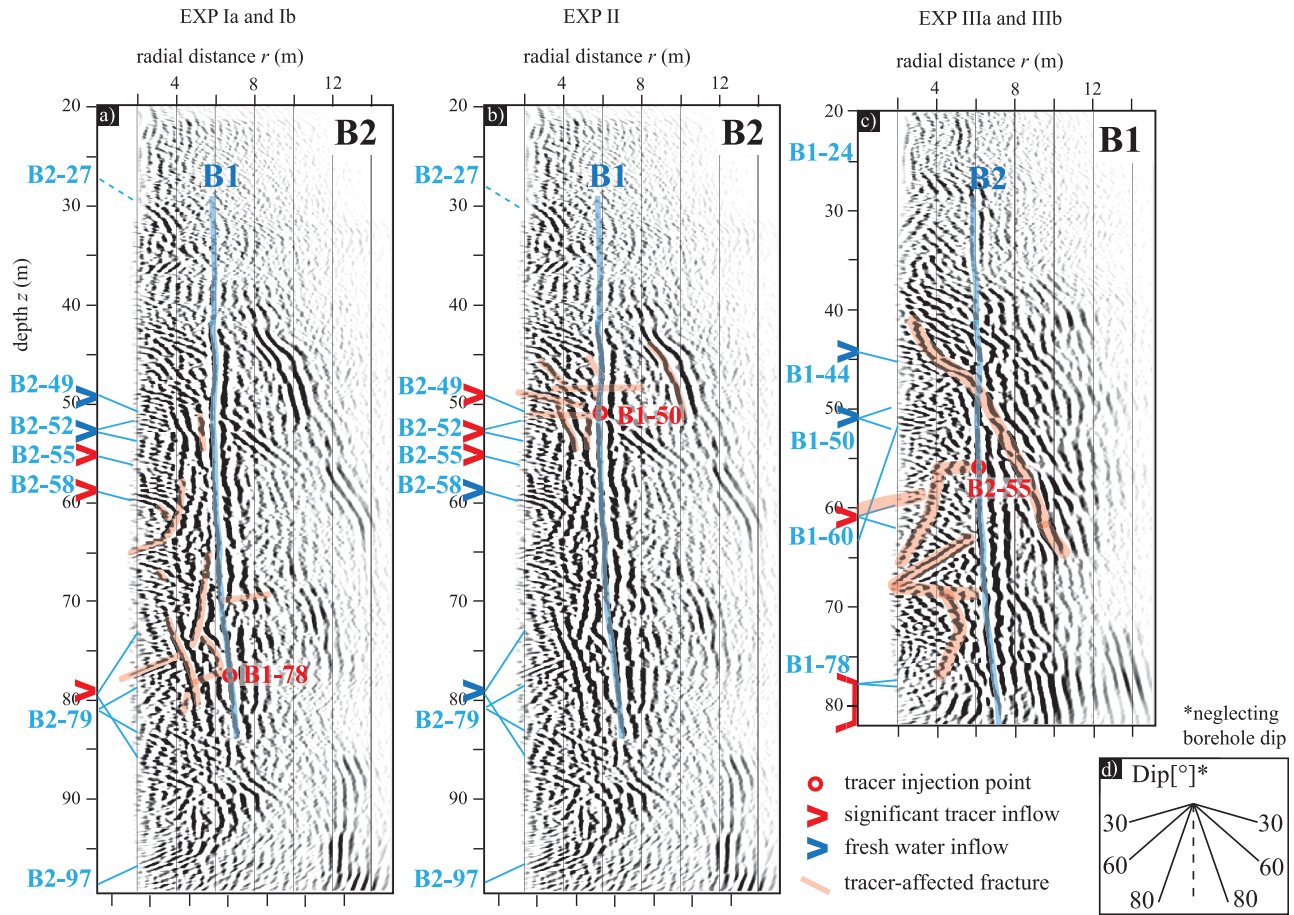 EXP Ia and Ib
EXP II
EXP IIIa and IIIb
radial distance r (m)
radial distance r (m)
radial distance r (m)
4 8 12
4 8 12
4 8 12
a)
B2
B1
depth z (m)
20
30
40
50
60
70
80
90
B2-27
B2-49
B2-52
B2-55
B2-58
B2-79
B2-97
B1-78
b)
B2
B1
20
30
40
50
60
70
80
90
B2-27
B2-49
B2-52
B2-55
B2-58
B2-79
B2-97
B1-50
c)
B1
B2
20
30
40
50
60
70
80
B1-24
B1-44
B1-50
B1-60
B1-78
B2-55
tracer injection point
significant tracer inflow
fresh water inflow
tracer-affected fracture
*neglecting
borehole dip
d) Dip[°]*
30 30
60 60
80 80